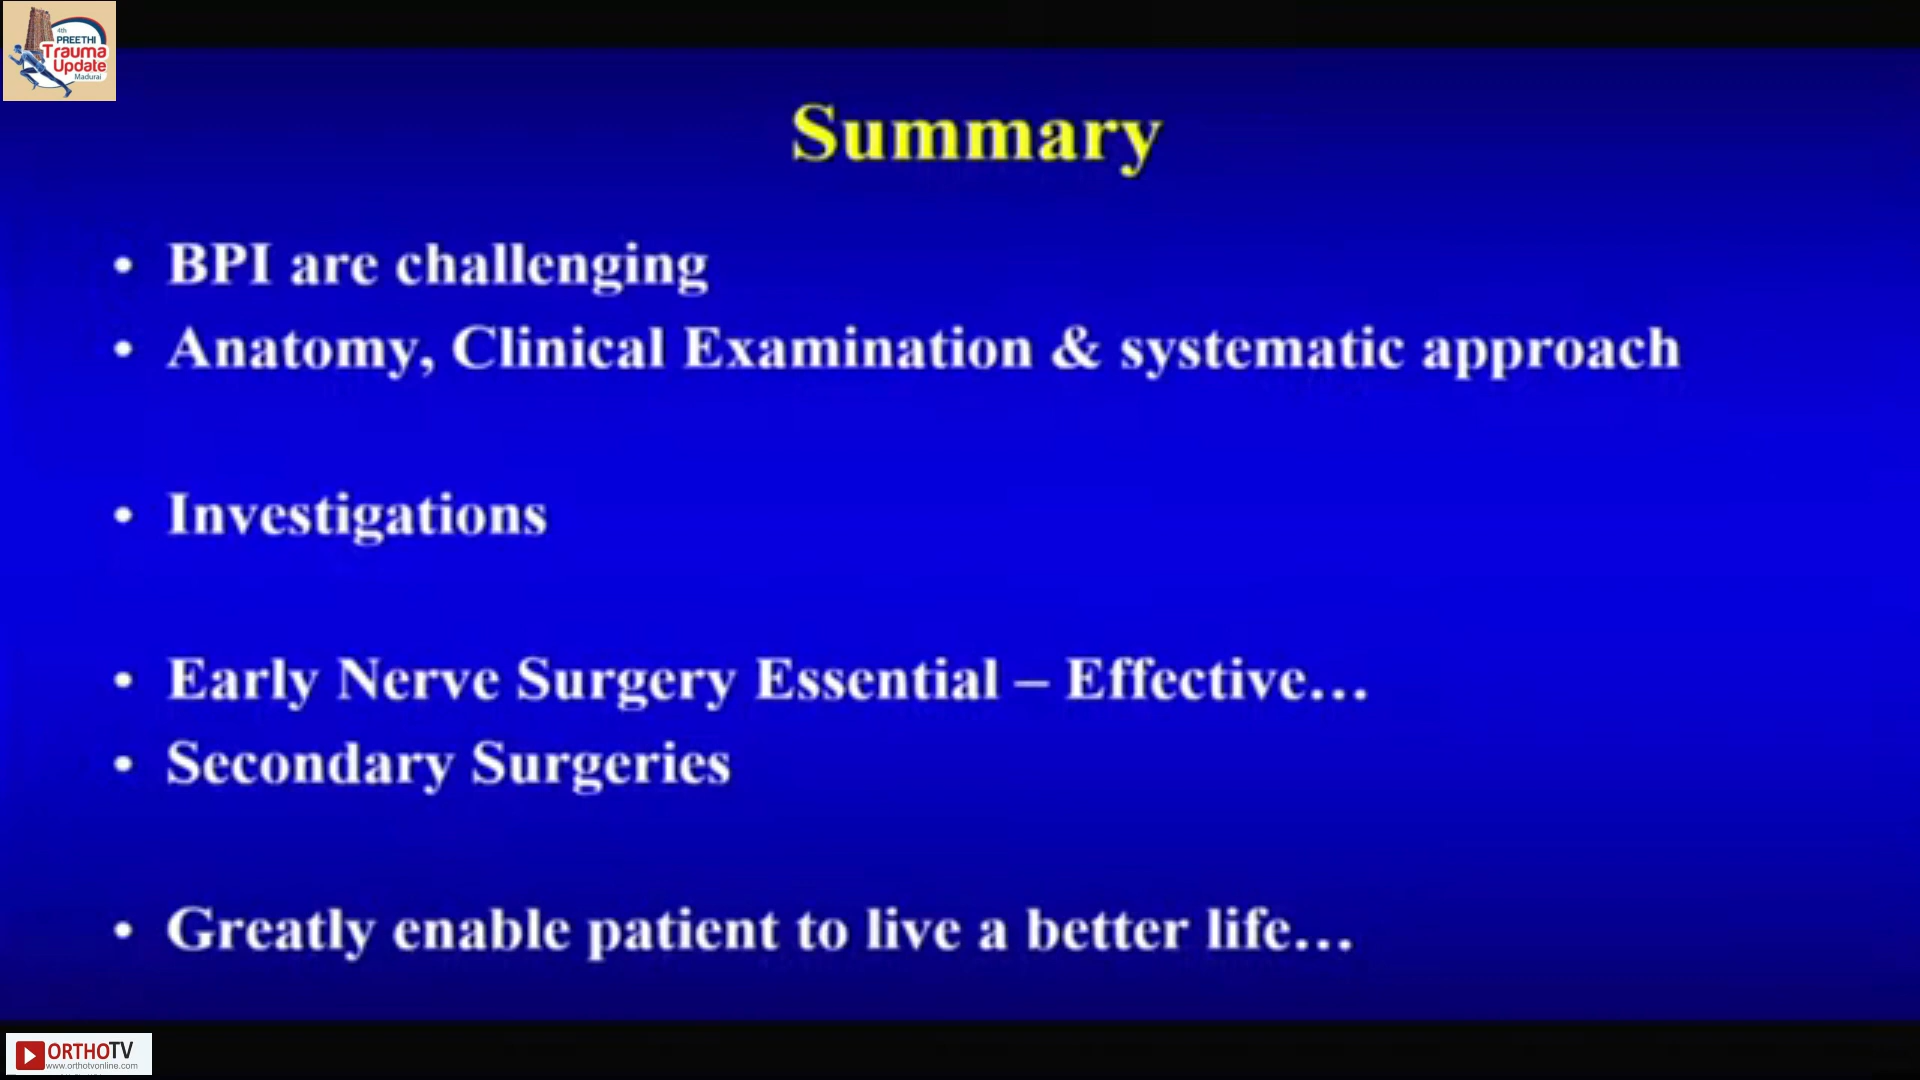 4th
PREETHI
Trauma
Update
Madurai
Summary
• BPI are challenging
• Anatomy, Clinical Examination & systematic approach
• Investigations
• Early Nerve Surgery Essential – Effective…
• Secondary Surgeries
• Greatly enable patient to live a better life…
ORTHOTV
www.orthotvonline.com